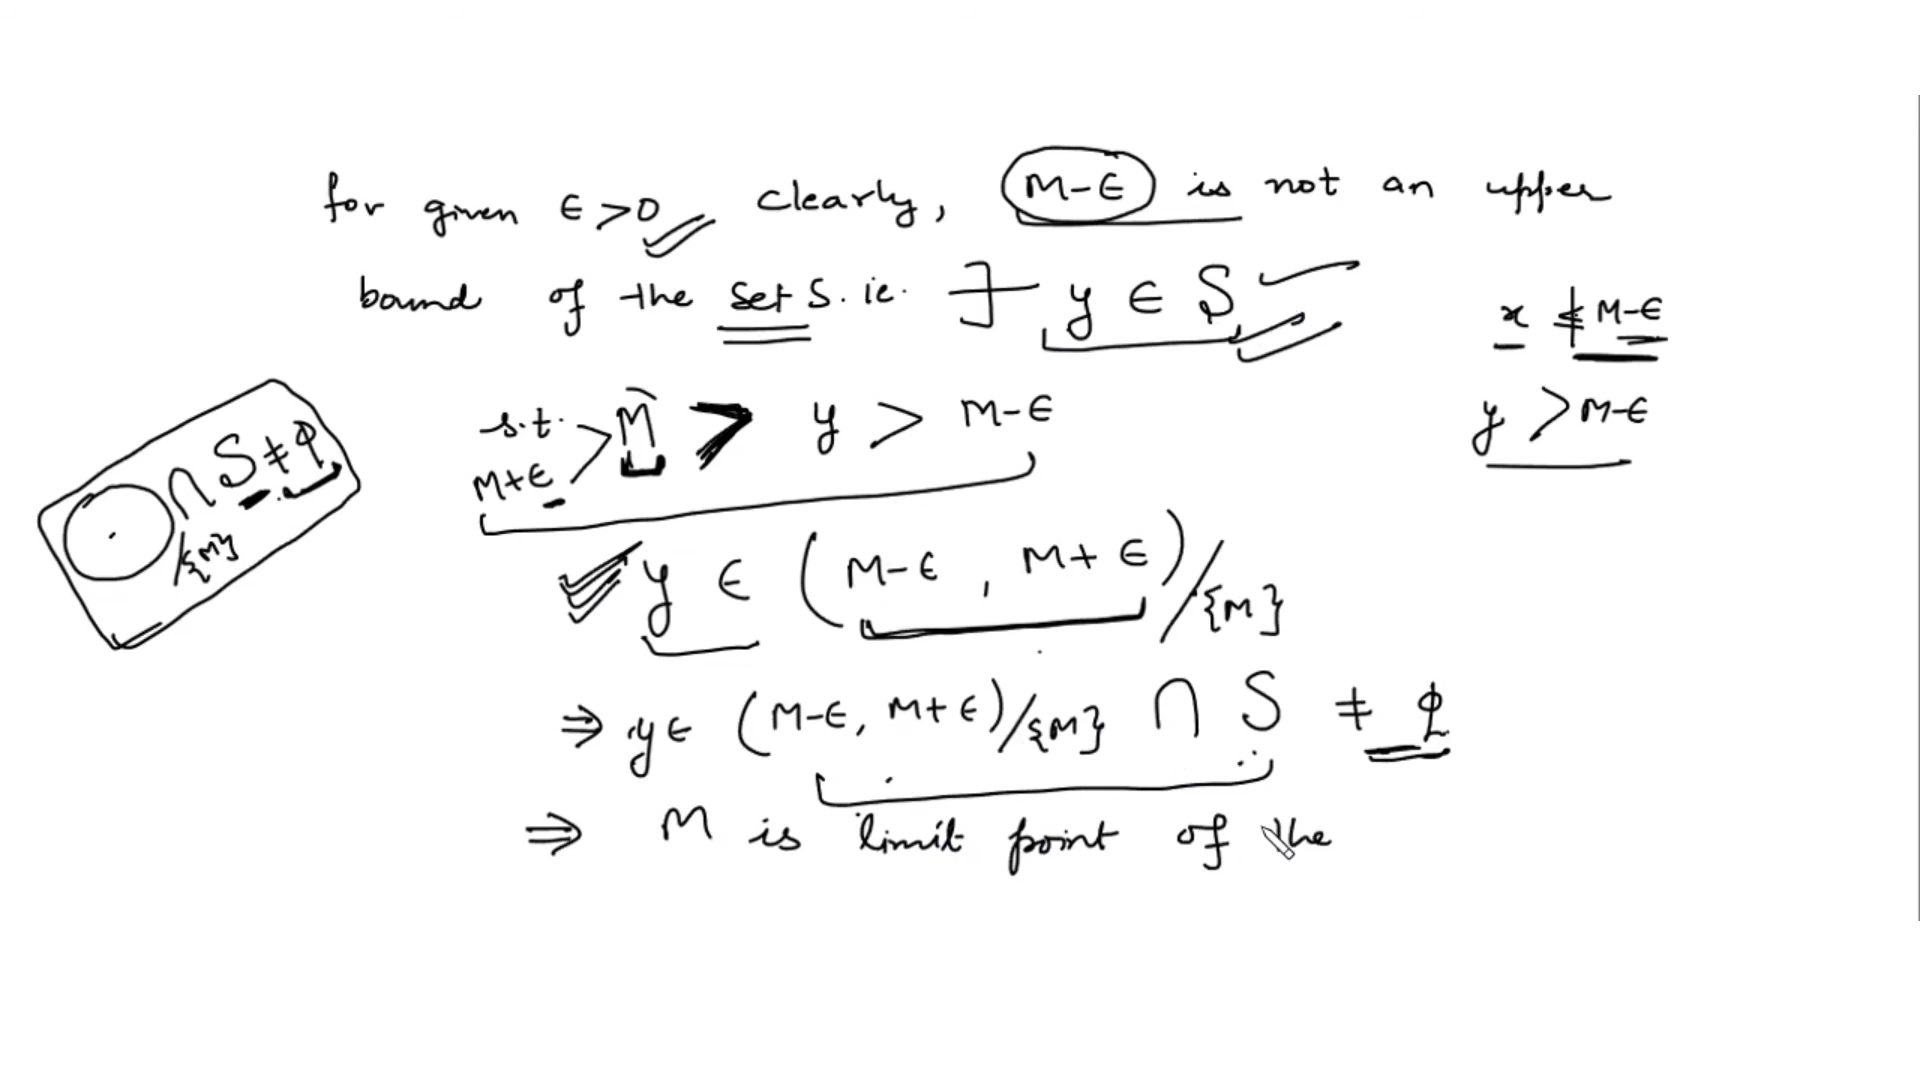 for given ∈ > 0 clearly, M-∈ is not an upper
bound of the set S. ie. ∃ y ∈ S
x ≰ M-∈
s.t. M > y > M-∈
y > M-∈
M+∈ >
∩ S ≠ φ
/{M}
y ∈ (M-∈ , M+∈)/{M}
⇒ y∈ (M-∈, M+∈)/{M} ∩ S ≠ φ
⇒ M is limit point of the